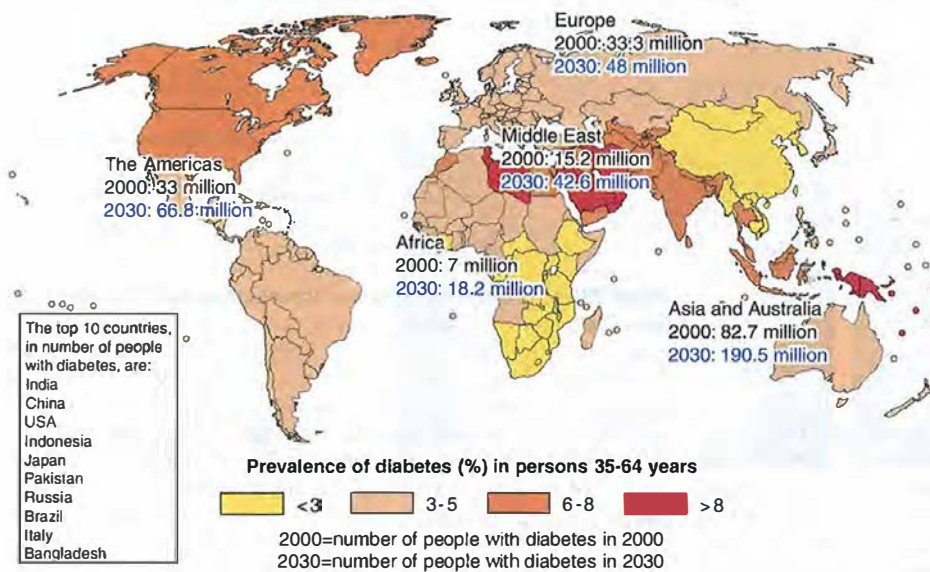 Europe
2000: 33.3 million
2030: 48 million
Middle East
2000: 15.2 million
2030: 42.6 million
The Americas
2000: 33 million
2030: 66.8 million
Africa
2000: 7 million
2030: 18.2 million
Asia and Australia
2000: 82.7 million
2030: 190.5 million
The top 10 countries,
in number of people
with diabetes, are:
India
China
USA
Indonesia
Japan
Pakistan
Russia
Brazil
Italy
Bangladesh
Prevalence of diabetes (%) in persons 35-64 years
<3 3-5 6-8 >8
2000=number of people with diabetes in 2000
2030=number of people with diabetes in 2030